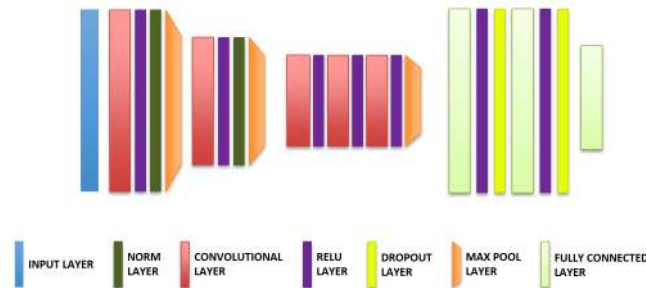 INPUT LAYER
NORM
LAYER
CONVOLUTIONAL
LAYER
RELU
LAYER
DROPOUT
LAYER
MAX POOL
LAYER
FULLY CONNECTED
LAYER